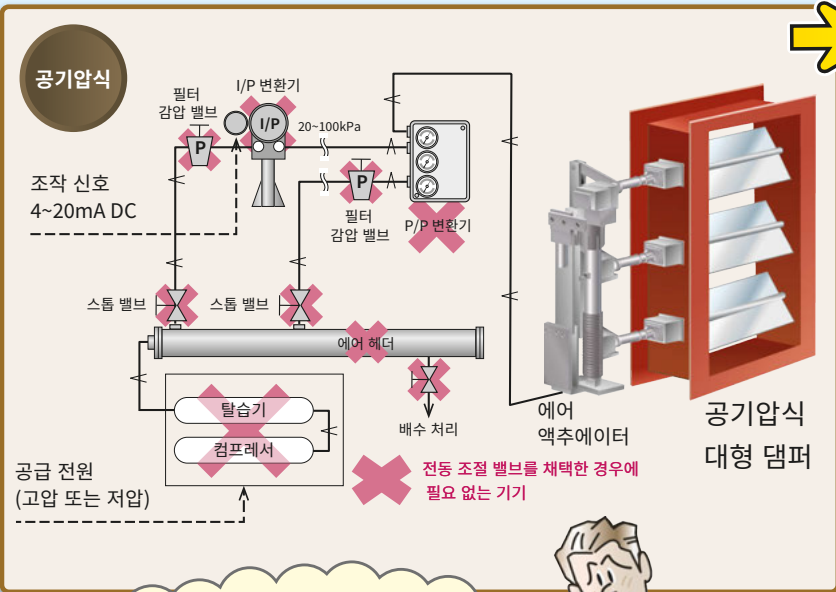 공기압식
필터
감압 밸브
I/P 변환기
I/P
P
20~100kPa
조작 신호
4~20mA DC
P
필터
감압 밸브
P/P 변환기
스톱 밸브
스톱 밸브
에어 헤더
탈습기
컴프레서
배수 처리
에어
액추에이터
공기압식
대형 댐퍼
공급 전원
(고압 또는 저압)
전동 조절 밸브를 채택한 경우에
필요 없는 기기